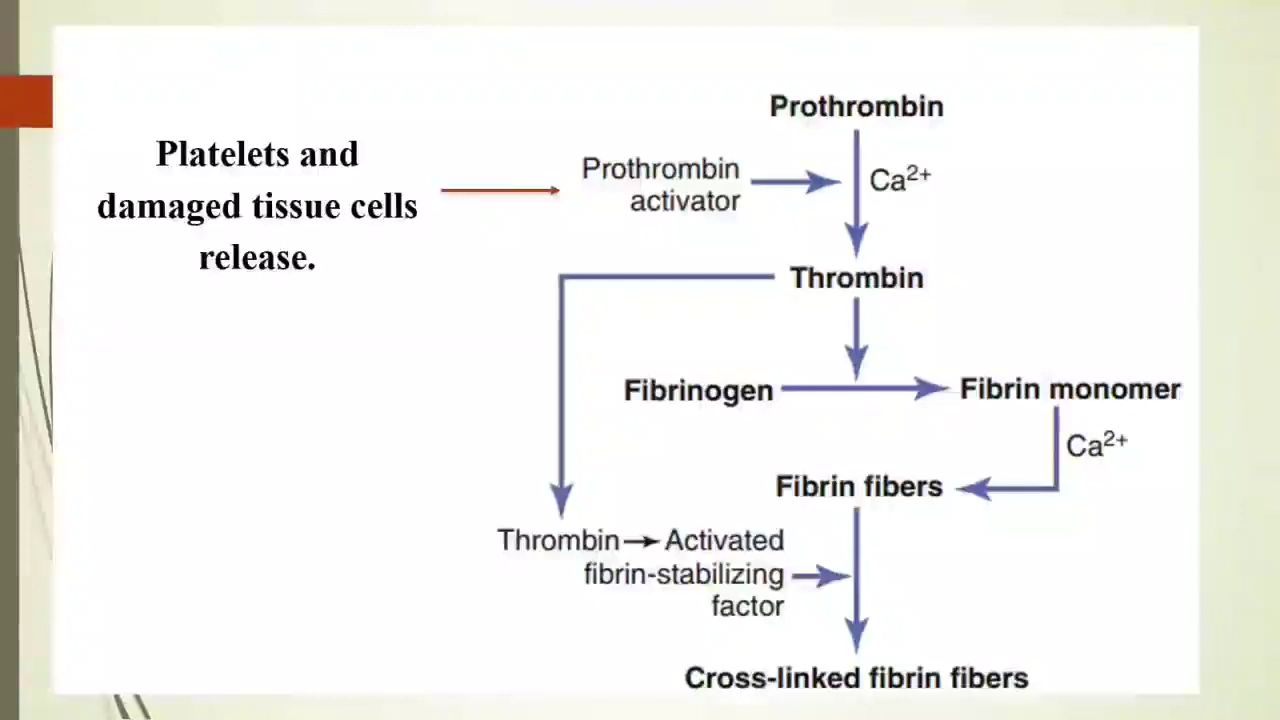 Platelets and
damaged tissue cells
release.
Prothrombin
Prothrombin
activator
Ca²⁺
Thrombin
Fibrinogen
Fibrin monomer
Ca²⁺
Fibrin fibers
Thrombin→Activated
fibrin-stabilizing
factor
Cross-linked fibrin fibers